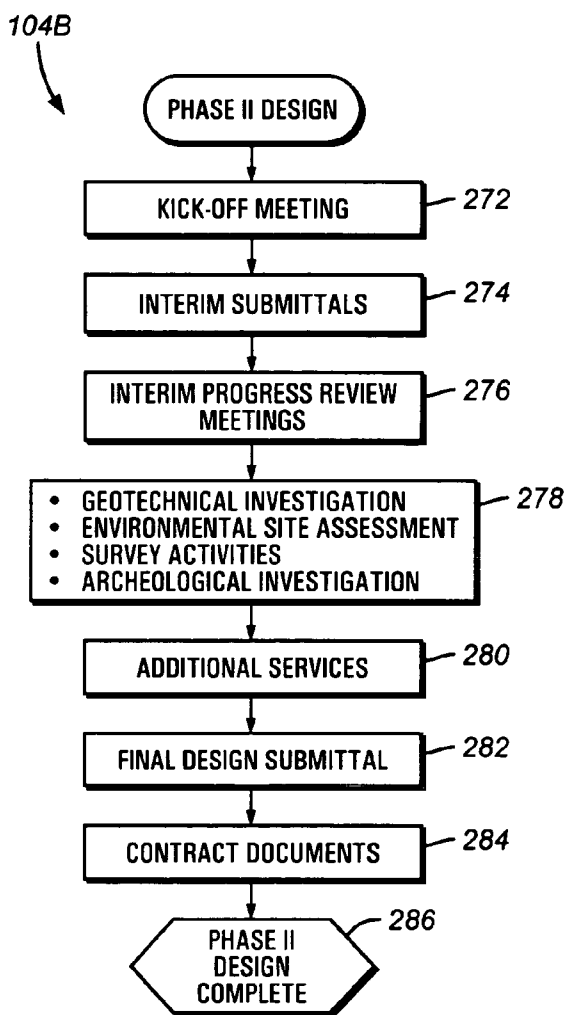 104B
PHASE II DESIGN
KICK-OFF MEETING
272
INTERIM SUBMITTALS
274
INTERIM PROGRESS REVIEW
MEETINGS
276
• GEOTECHNICAL INVESTIGATION
• ENVIRONMENTAL SITE ASSESSMENT
• SURVEY ACTIVITIES
• ARCHEOLOGICAL INVESTIGATION
278
ADDITIONAL SERVICES
280
FINAL DESIGN SUBMITTAL
282
CONTRACT DOCUMENTS
284
PHASE II
DESIGN
COMPLETE
286